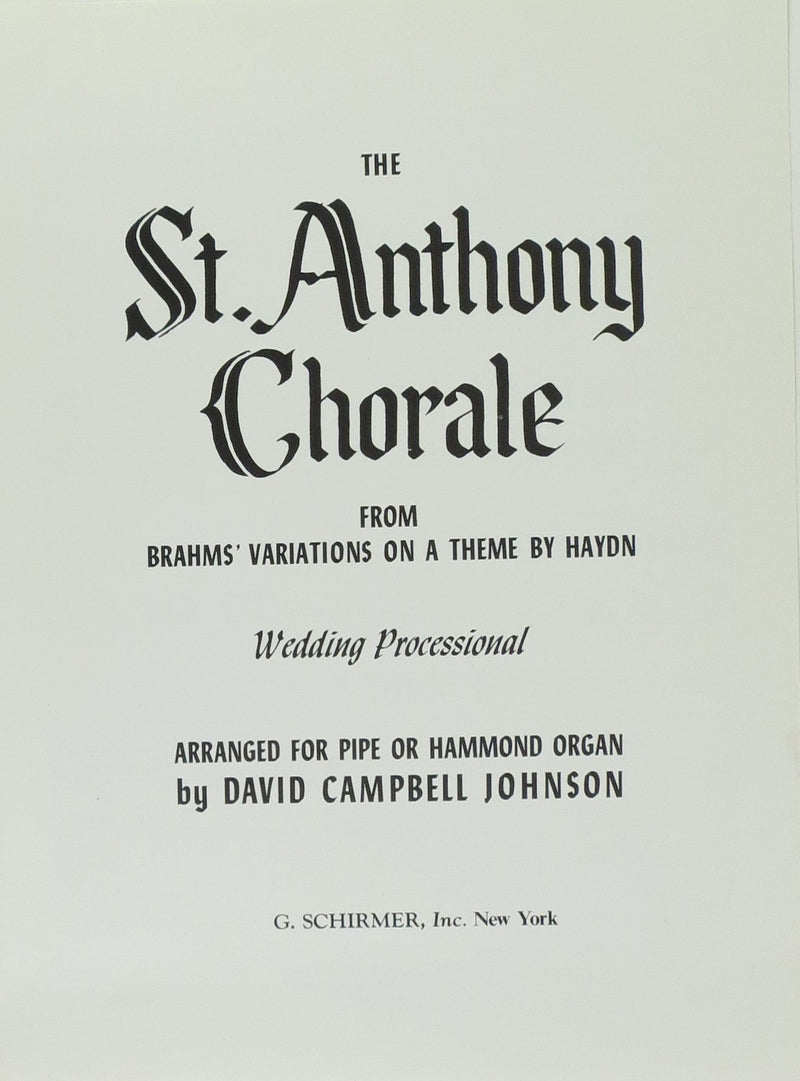 THE
St. Anthony
Chorale
FROM
BRAHMS' VARIATIONS ON A THEME BY HAYDN
Wedding Processional
ARRANGED FOR PIPE OR HAMMOND ORGAN
by DAVID CAMPBELL JOHNSON
G. SCHIRMER, Inc. New York